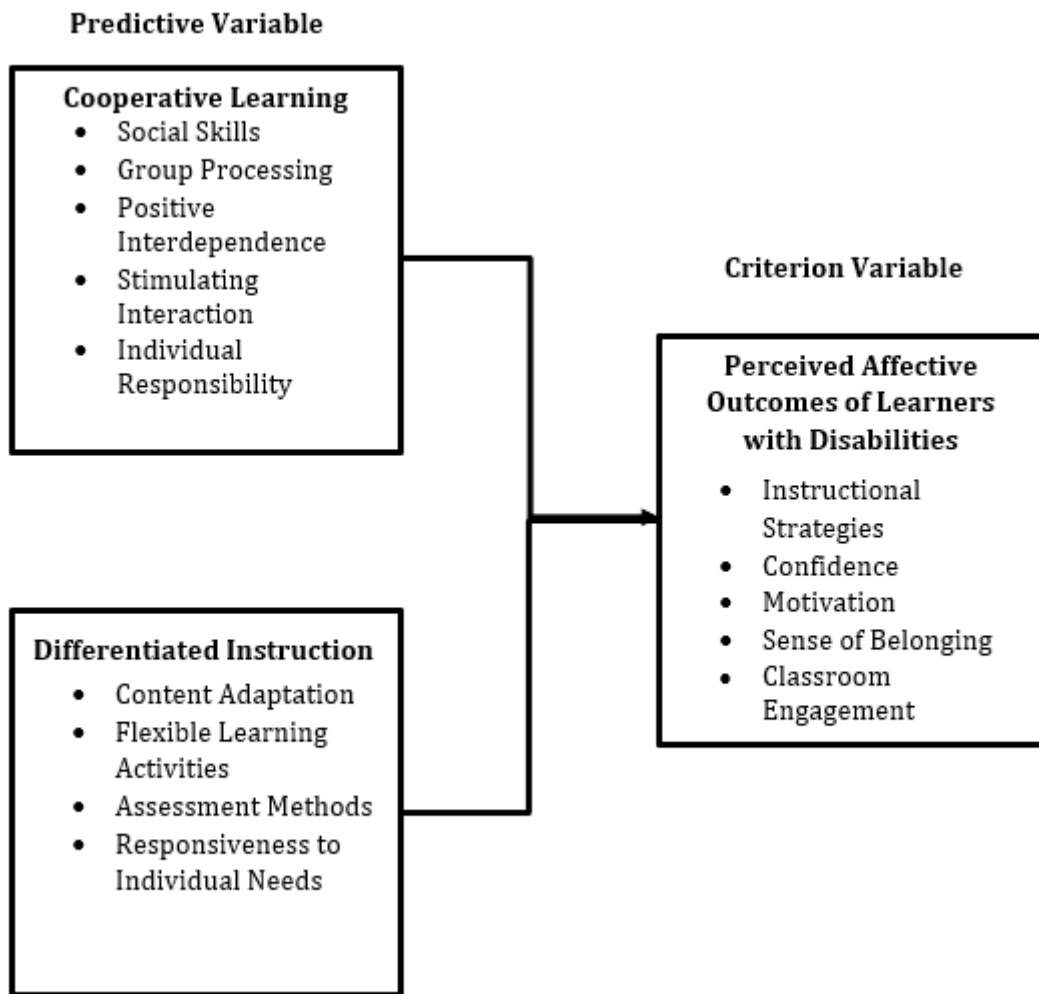 Predictive Variable
Cooperative Learning
• Social Skills
• Group Processing
• Positive
Interdependence
• Stimulating
Interaction
• Individual
Responsibility
Differentiated Instruction
• Content Adaptation
• Flexible Learning
Activities
• Assessment Methods
• Responsiveness to
Individual Needs
Criterion Variable
Perceived Affective
Outcomes of Learners
with Disabilities
• Instructional
Strategies
• Confidence
• Motivation
• Sense of Belonging
• Classroom
Engagement